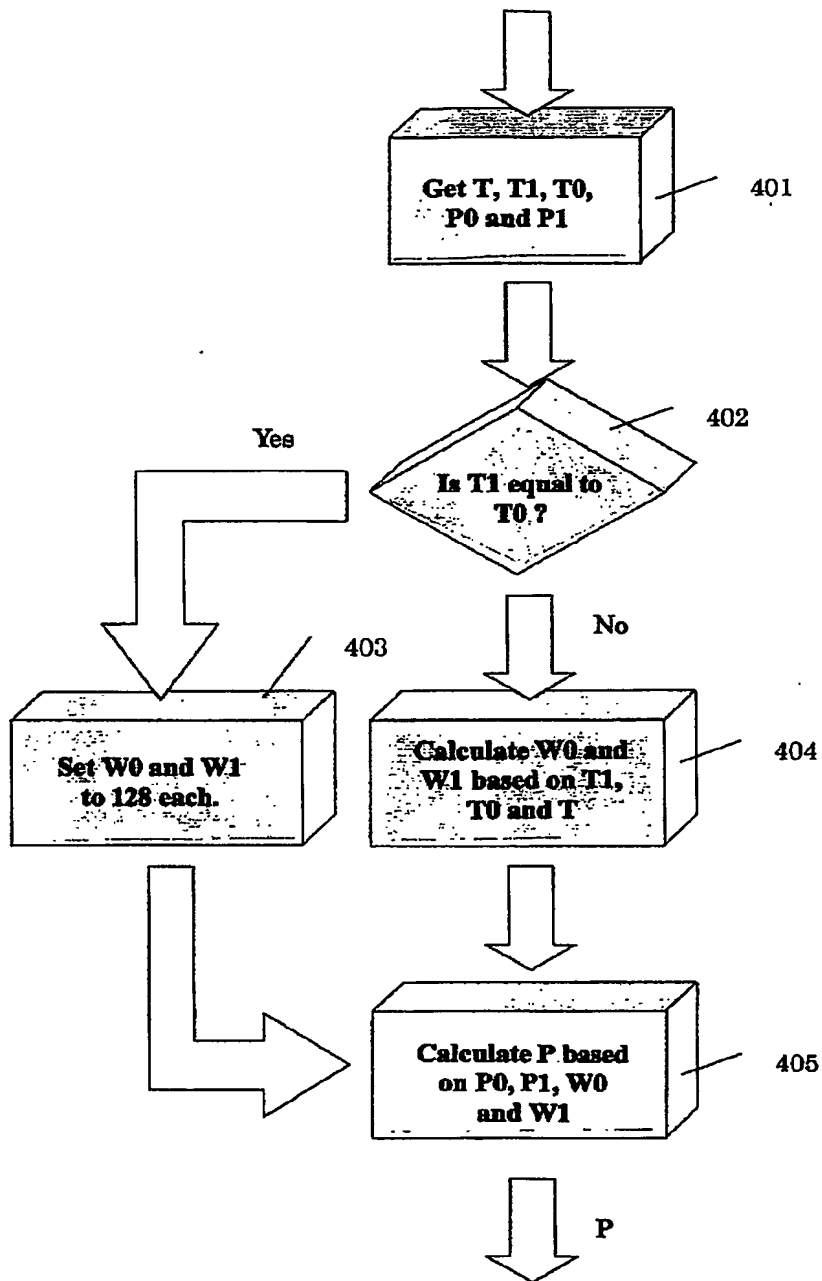 Get T, T1, T0,
P0 and P1
401
402
Yes
Is T1 equal to
T0 ?
No
403
Set W0 and W1
to 128 each.
Calculate W0 and
W1 based on T1,
T0 and T
404
Calculate P based
on P0, P1, W0
and W1
405
P